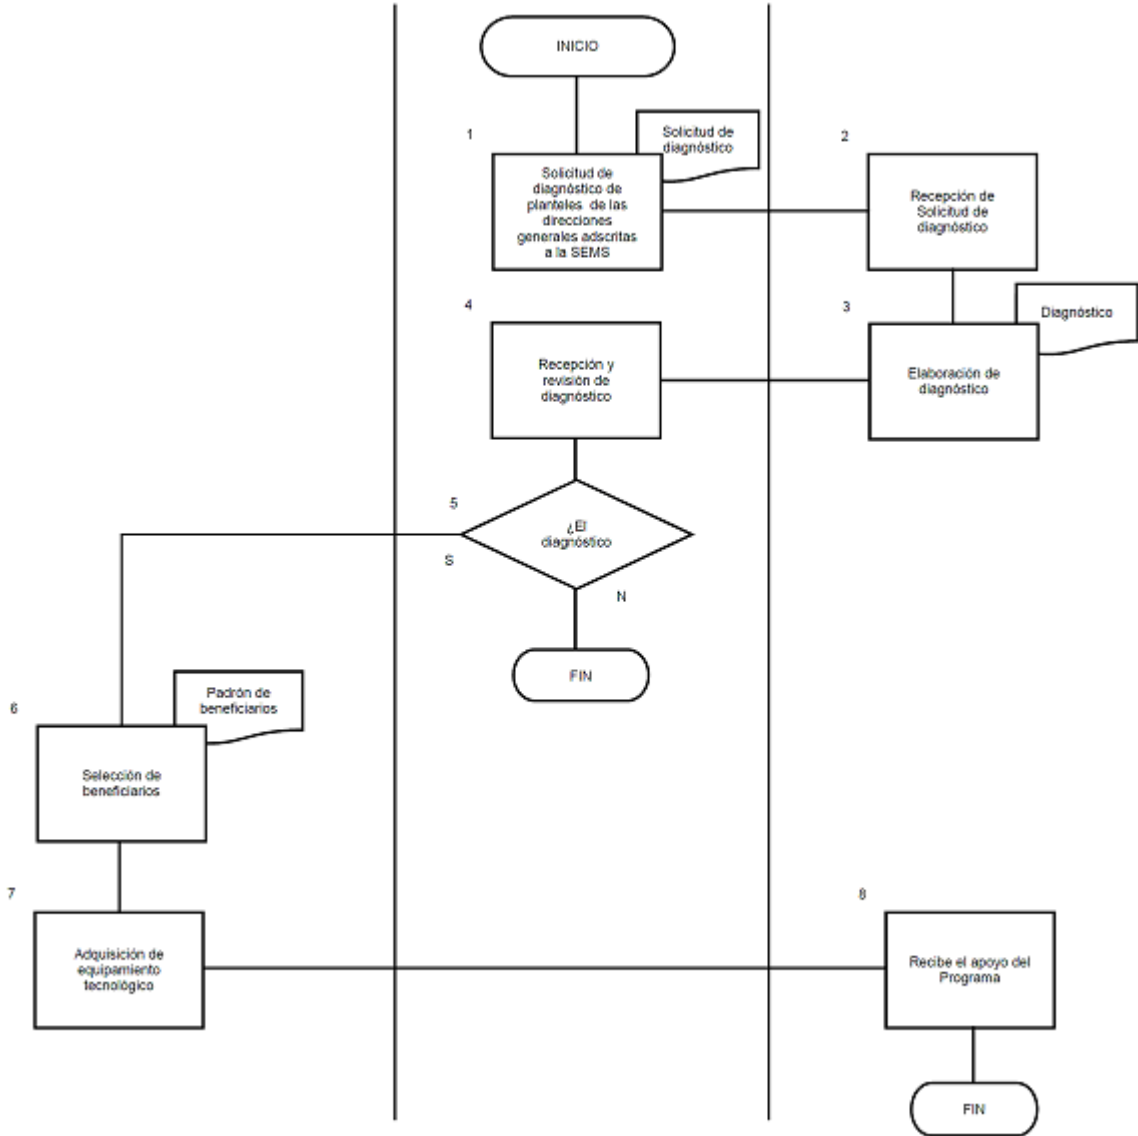 INICIO
1
Solicitud de
diagnóstico
Solicitud de
diagnóstico de
planteles de las
direcciones
generales adscritas
a la SEMS
2
Recepción de
Solicitud de
diagnóstico
4
Recepción y
revisión de
diagnóstico
3
Diagnóstico
Elaboración de
diagnóstico
5
¿El
diagnóstico
S
N
FIN
6
Padrón de
beneficiarios
Selección de
beneficiarios
7
Adquisición de
equipamiento
tecnológico
8
Recibe el apoyo del
Programa
FIN